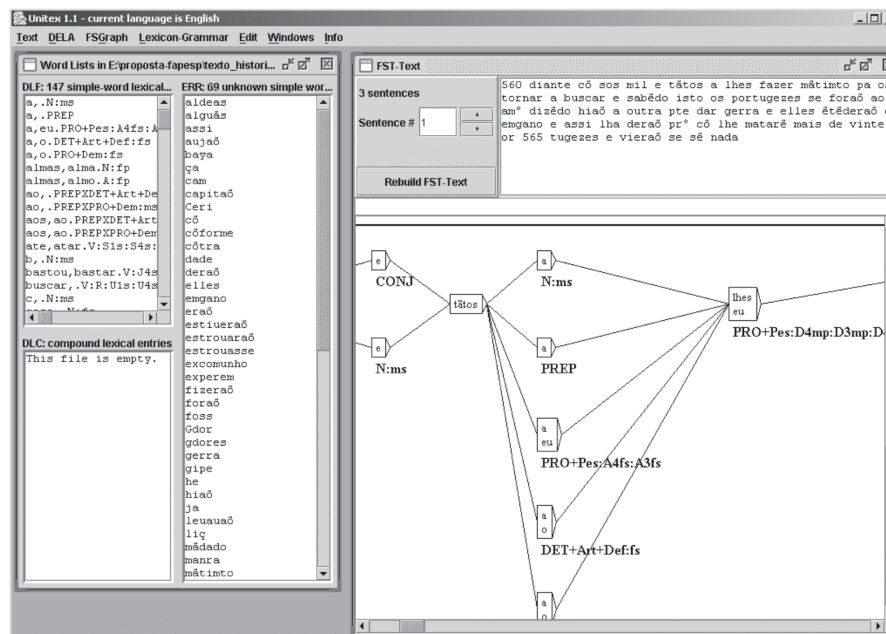 Unitex 1.1 - current language is English
Text DELA FSGraph Lexicon-Grammar Edit Windows Info
Word Lists in E:\proposta-fapesp\texto_histori...
DLF: 147 simple-word lexical...
a,.N:ms
a,.PREP
a,eu.PRO+Pes:A4fs:A
a,o.DET+Art+Def:fs
a,o.PRO+Dem:fs
almas,alma.N:fp
almas,almo.A:fp
ao,.PREPXDET+Art+De
ao,.PREPXPRO+Dem:ms
aos,ao.PREPXDET+Art
aos,ao.PREPXPRO+Dem
ate,atar.V:S1s:S4s:
b,.N:ms
bastou,bastar.V:J4s
buscar,.V:R:U1s:U4s
c,.N:ms
DLC: compound lexical entries
This file is empty.
ERR: 69 unknown simple wor...
aldeas
alguãs
assi
aujaõ
baya
ça
cam
capitaõ
Ceri
cõ
cõforme
cõtra
dade
deraõ
elles
emgano
eraõ
estiueraõ
estrouaraõ
estrouasse
excomunho
experem
fizeraõ
foraõ
foss
Gdor
gdores
gerra
gipe
he
hiaõ
ja
leuauaõ
liç
mãdado
manra
mãtimto
FST-Text
3 sentences
Sentence # 1
Rebuild FST-Text
560 diante cõ sos mil e tãtos a lhes fazer mãtimto pa os
tornar a buscar e sabẽdo isto os portugezes se foraõ ao
am° dizẽdo hiaõ a outra pte dar gerra e elles ẽtẽderaõ
emgano e assi lha deraõ pr° cõ lhe matarẽ mais de vinte
or 565 tugezes e vieraõ se sẽ nada
e
CONJ
e
N:ms
tãtos
a
N:ms
a
PREP
a
eu
PRO+Pes:A4fs:A3fs
a
o
DET+Art+Def:fs
a
o
lhes
eu
PRO+Pes:D4mp:D3mp:D